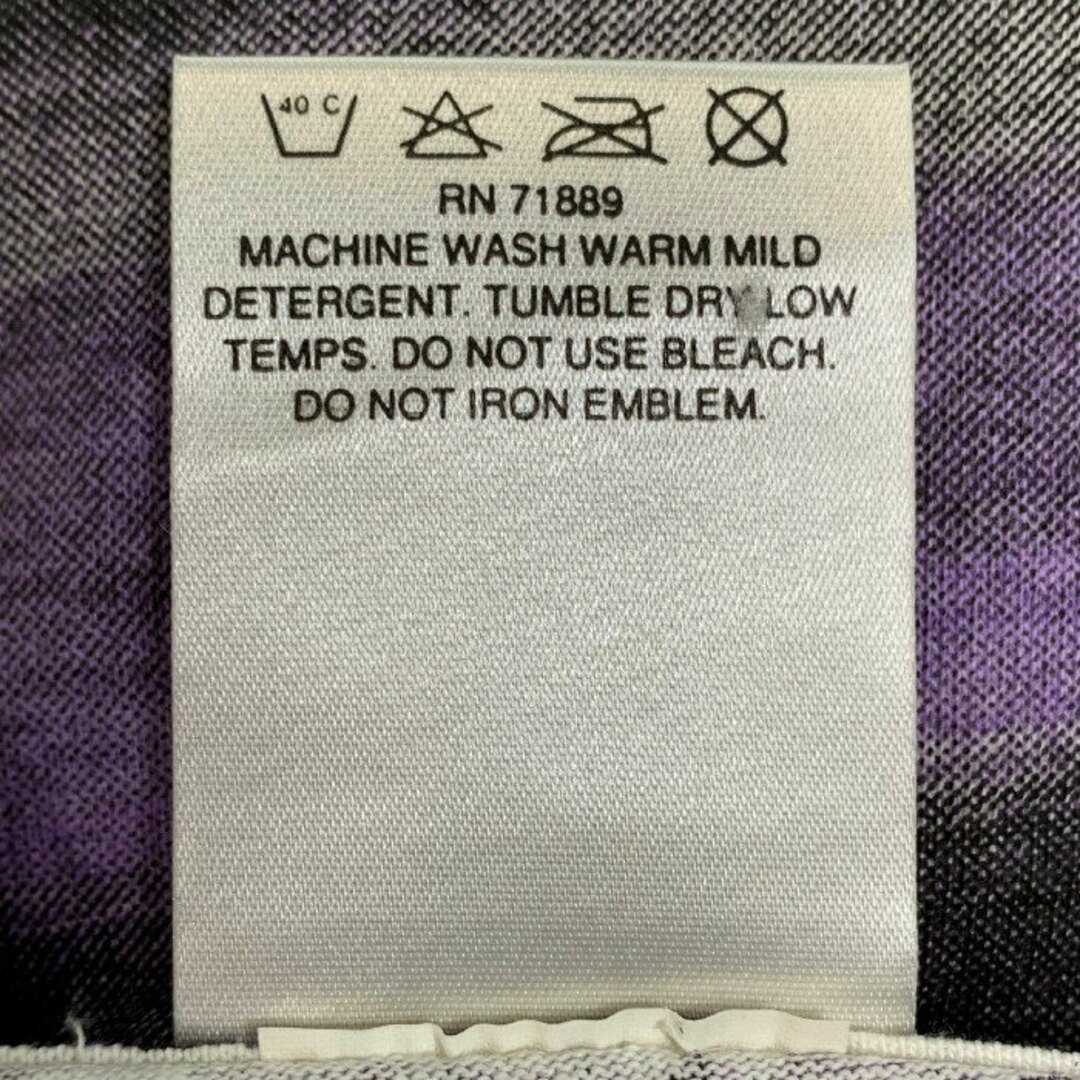 40 C
RN 71889
MACHINE WASH WARM MILD
DETERGENT. TUMBLE DRY LOW
TEMPS. DO NOT USE BLEACH.
DO NOT IRON EMBLEM.